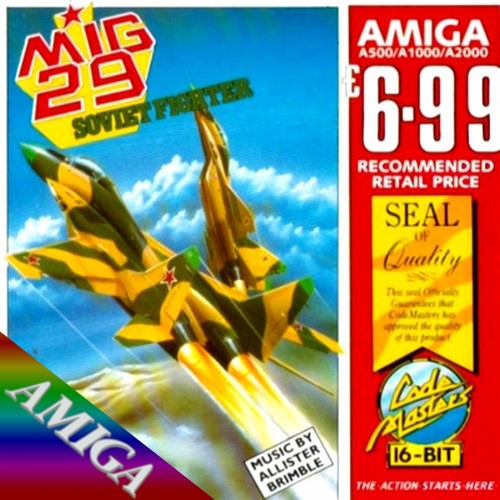 MIG
29
SOVIET FIGHTER
MUSIC BY
ALLISTER
BRIMBLE
AMIGA
AMIGA
A500/A1000/A2000
£6·99
RECOMMENDED
RETAIL PRICE
SEAL
OF
Quality
This seal Officially
Guarantees that
CodeMasters has
approved the quality
of this product
Code
Masters
16-BIT
THE·ACTION·STARTS·HERE